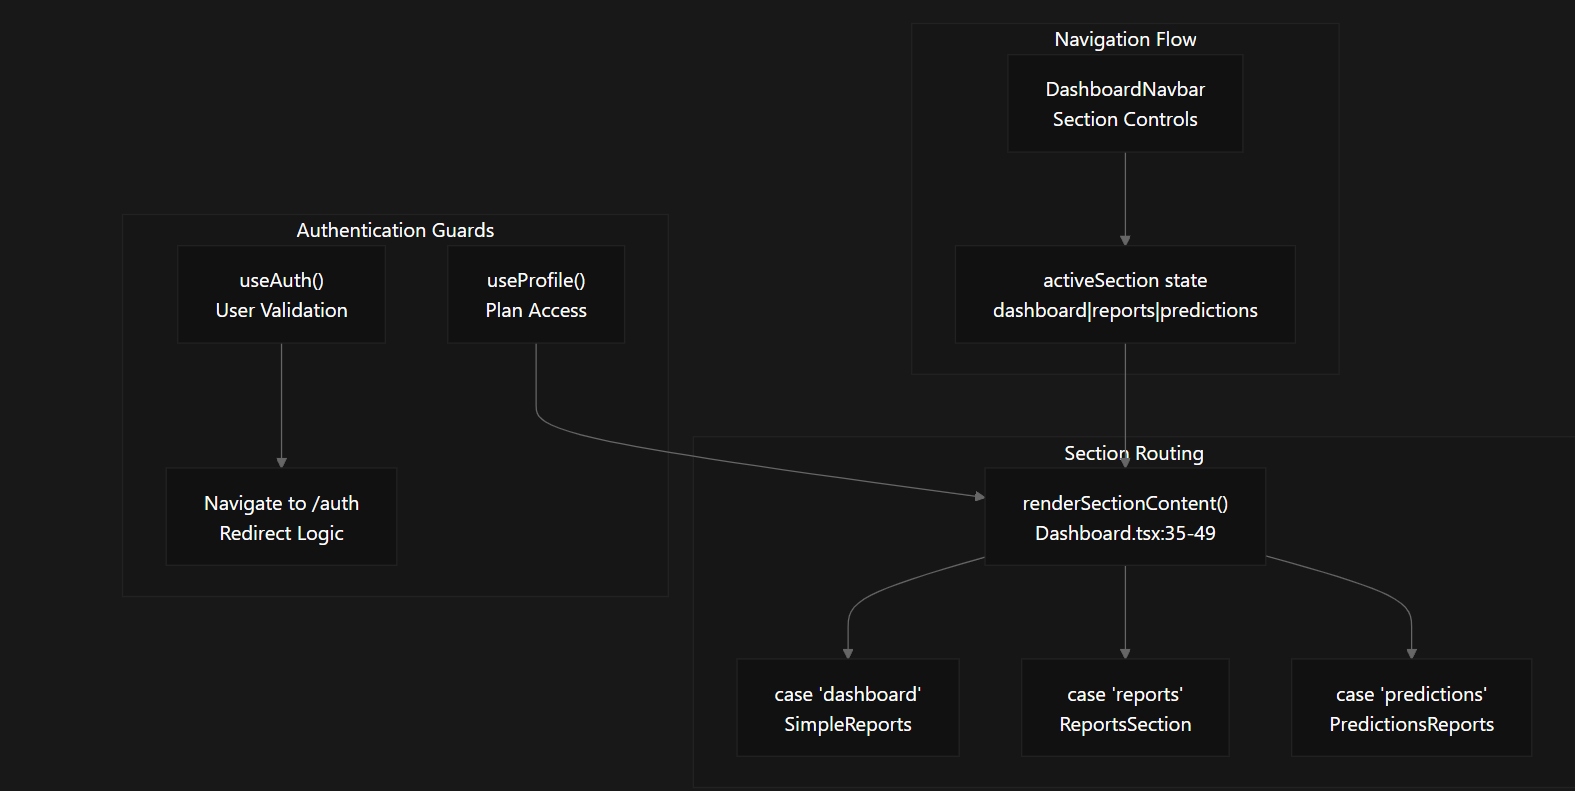 Navigation Flow
DashboardNavbar
Section Controls
Authentication Guards
useAuth()
User Validation
useProfile()
Plan Access
activeSection state
dashboard|reports|predictions
Navigate to /auth
Redirect Logic
Section Routing
renderSectionContent()
Dashboard.tsx:35-49
case 'dashboard'
SimpleReports
case 'reports'
ReportsSection
case 'predictions'
PredictionsReports